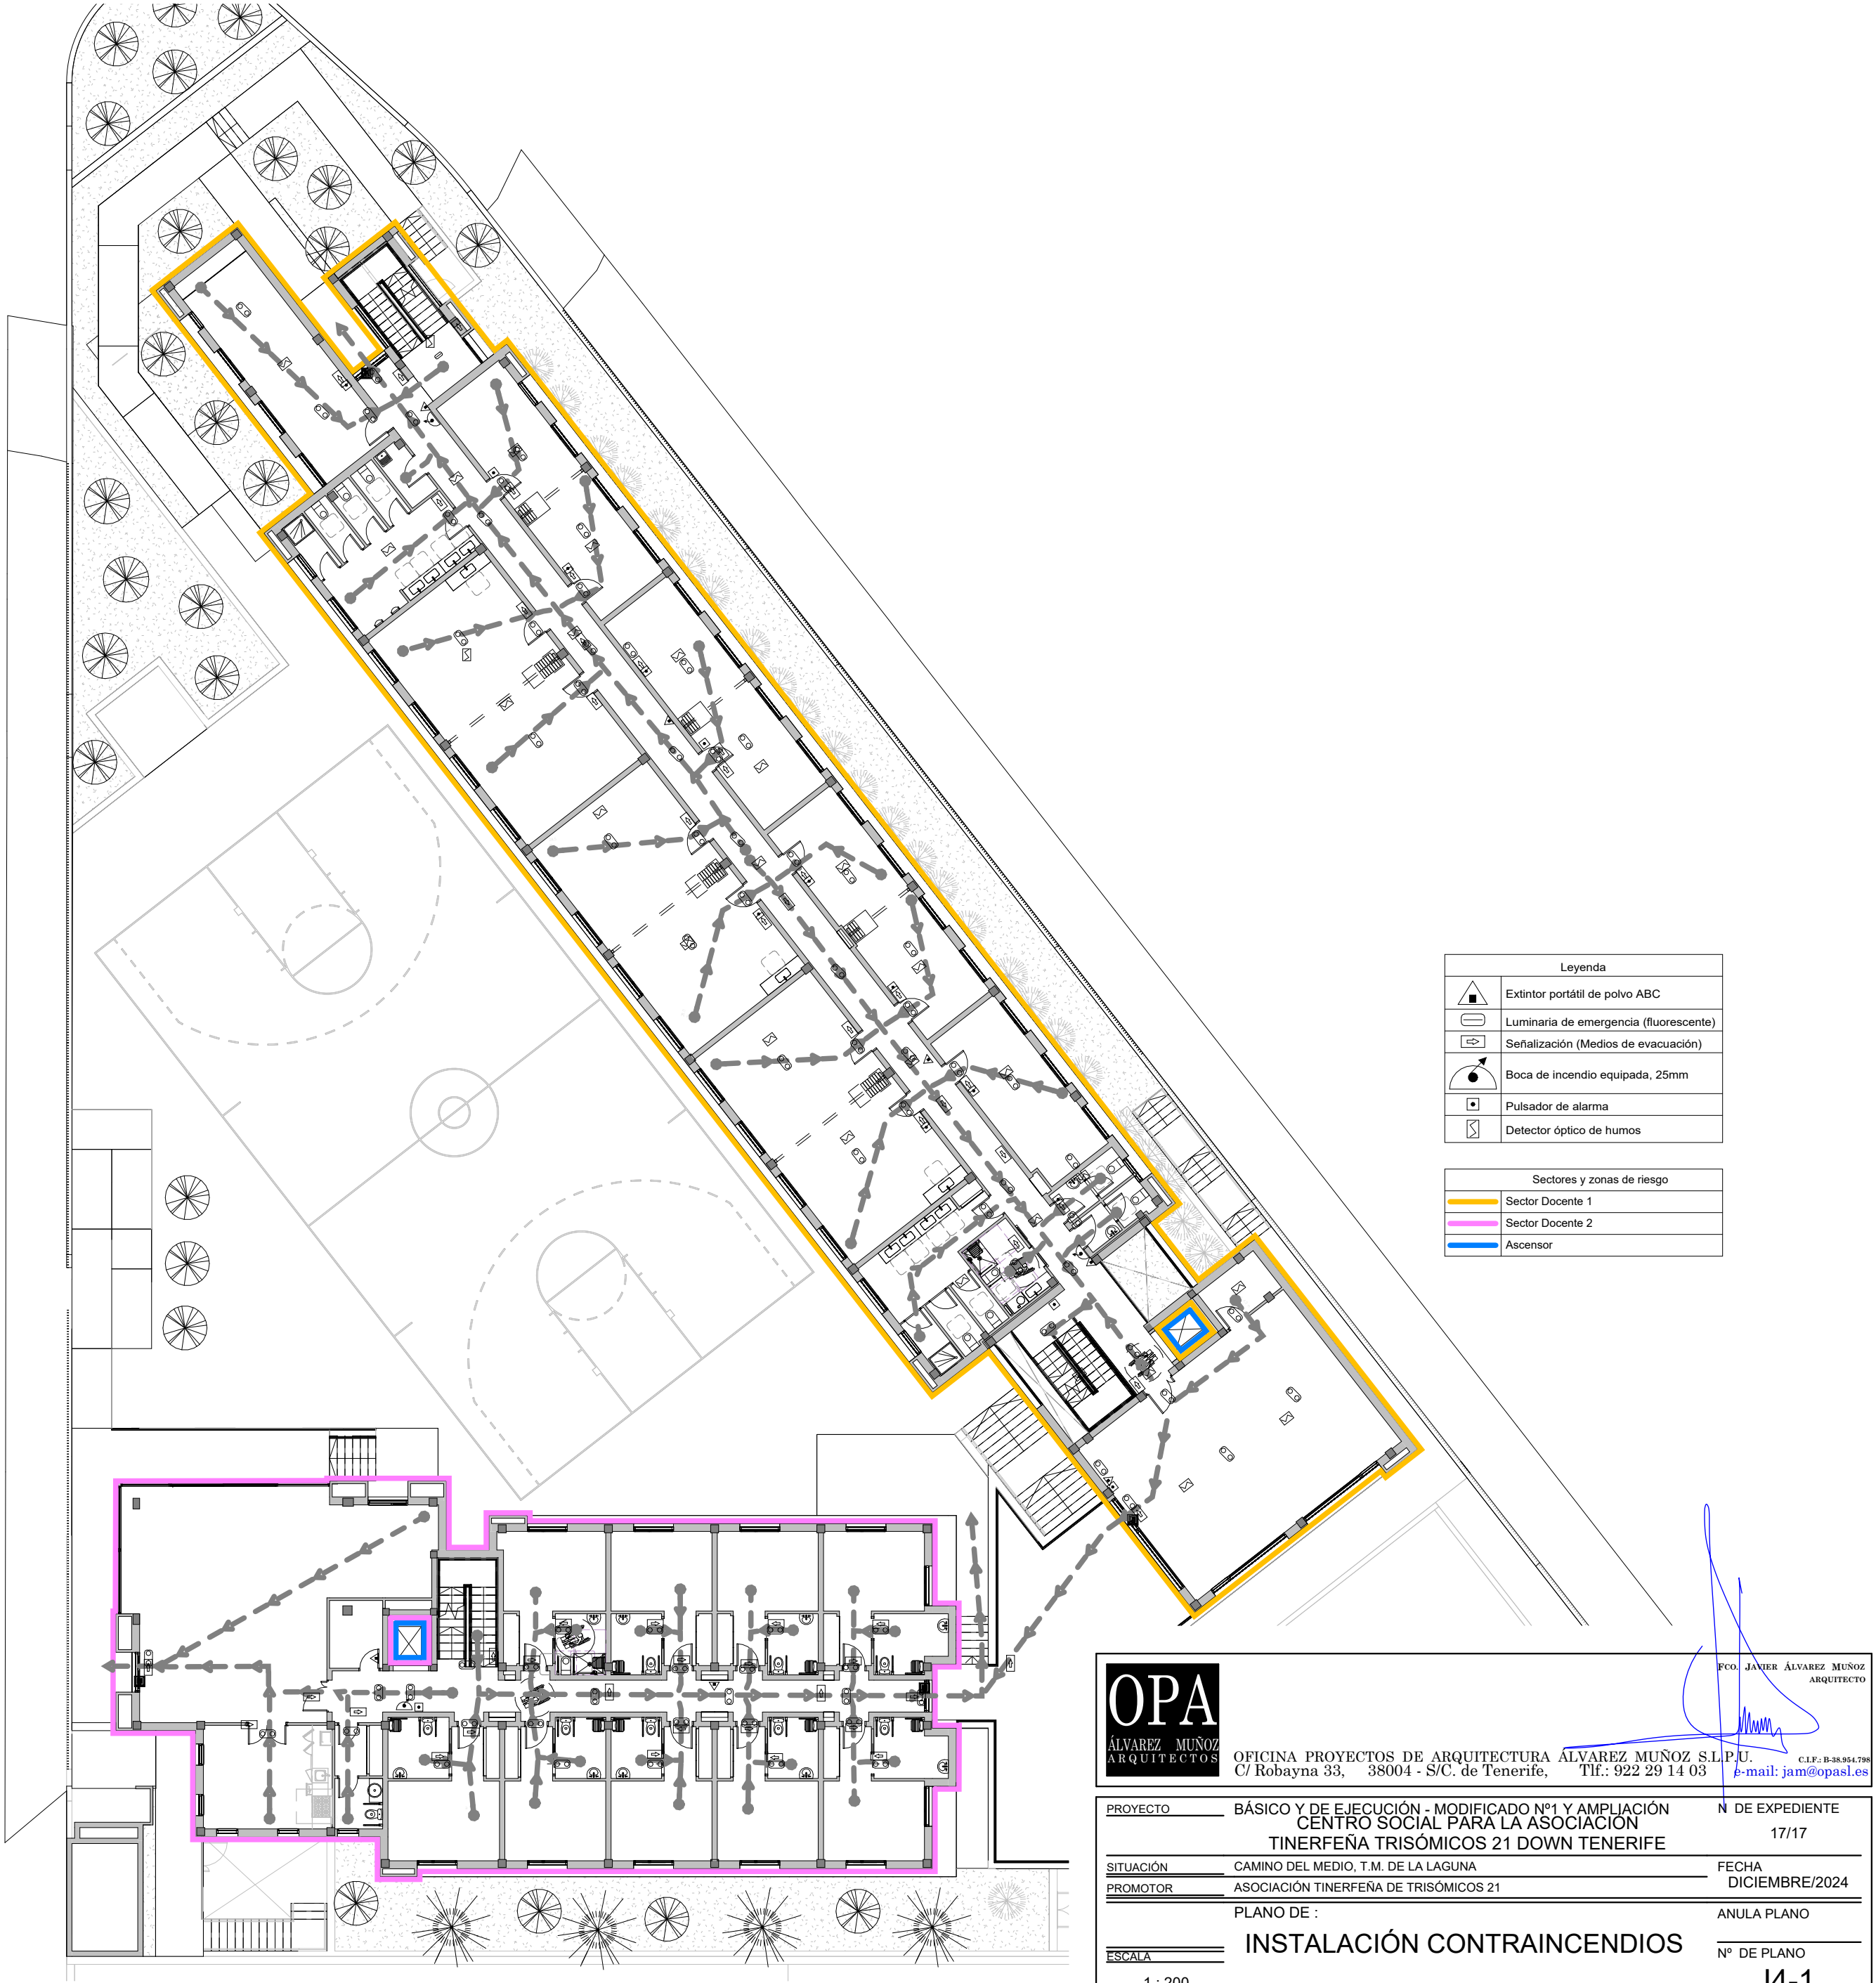 Leyenda
Extintor portátil de polvo ABC
Luminaria de emergencia (fluorescente)
Señalización (Medios de evacuación)
Boca de incendio equipada, 25mm
Pulsador de alarma
Detector óptico de humos
Sectores y zonas de riesgo
Sector Docente 1
Sector Docente 2
Ascensor
OPA
ÁLVAREZ MUÑOZ
ARQUITECTOS
FCO. JAVIER ÁLVAREZ MUÑOZ
ARQUITECTO
OFICINA PROYECTOS DE ARQUITECTURA ÁLVAREZ MUÑOZ S.L.P.U. C.I.F.: B-38.954.798
C/ Robayna 33, 38004 - S/C. de Tenerife, Tlf.: 922 29 14 03 e-mail: jam@opasl.es
PROYECTO BÁSICO Y DE EJECUCIÓN - MODIFICADO Nº1 Y AMPLIACIÓN
CENTRO SOCIAL PARA LA ASOCIACIÓN
TINERFEÑA TRISÓMICOS 21 DOWN TENERIFE
Nº DE EXPEDIENTE
17/17
SITUACIÓN CAMINO DEL MEDIO, T.M. DE LA LAGUNA
PROMOTOR ASOCIACIÓN TINERFEÑA DE TRISÓMICOS 21
FECHA
DICIEMBRE/2024
PLANO DE :
INSTALACIÓN CONTRAINCENDIOS
ANULA PLANO
ESCALA
1 : 200
Nº DE PLANO
I4-1